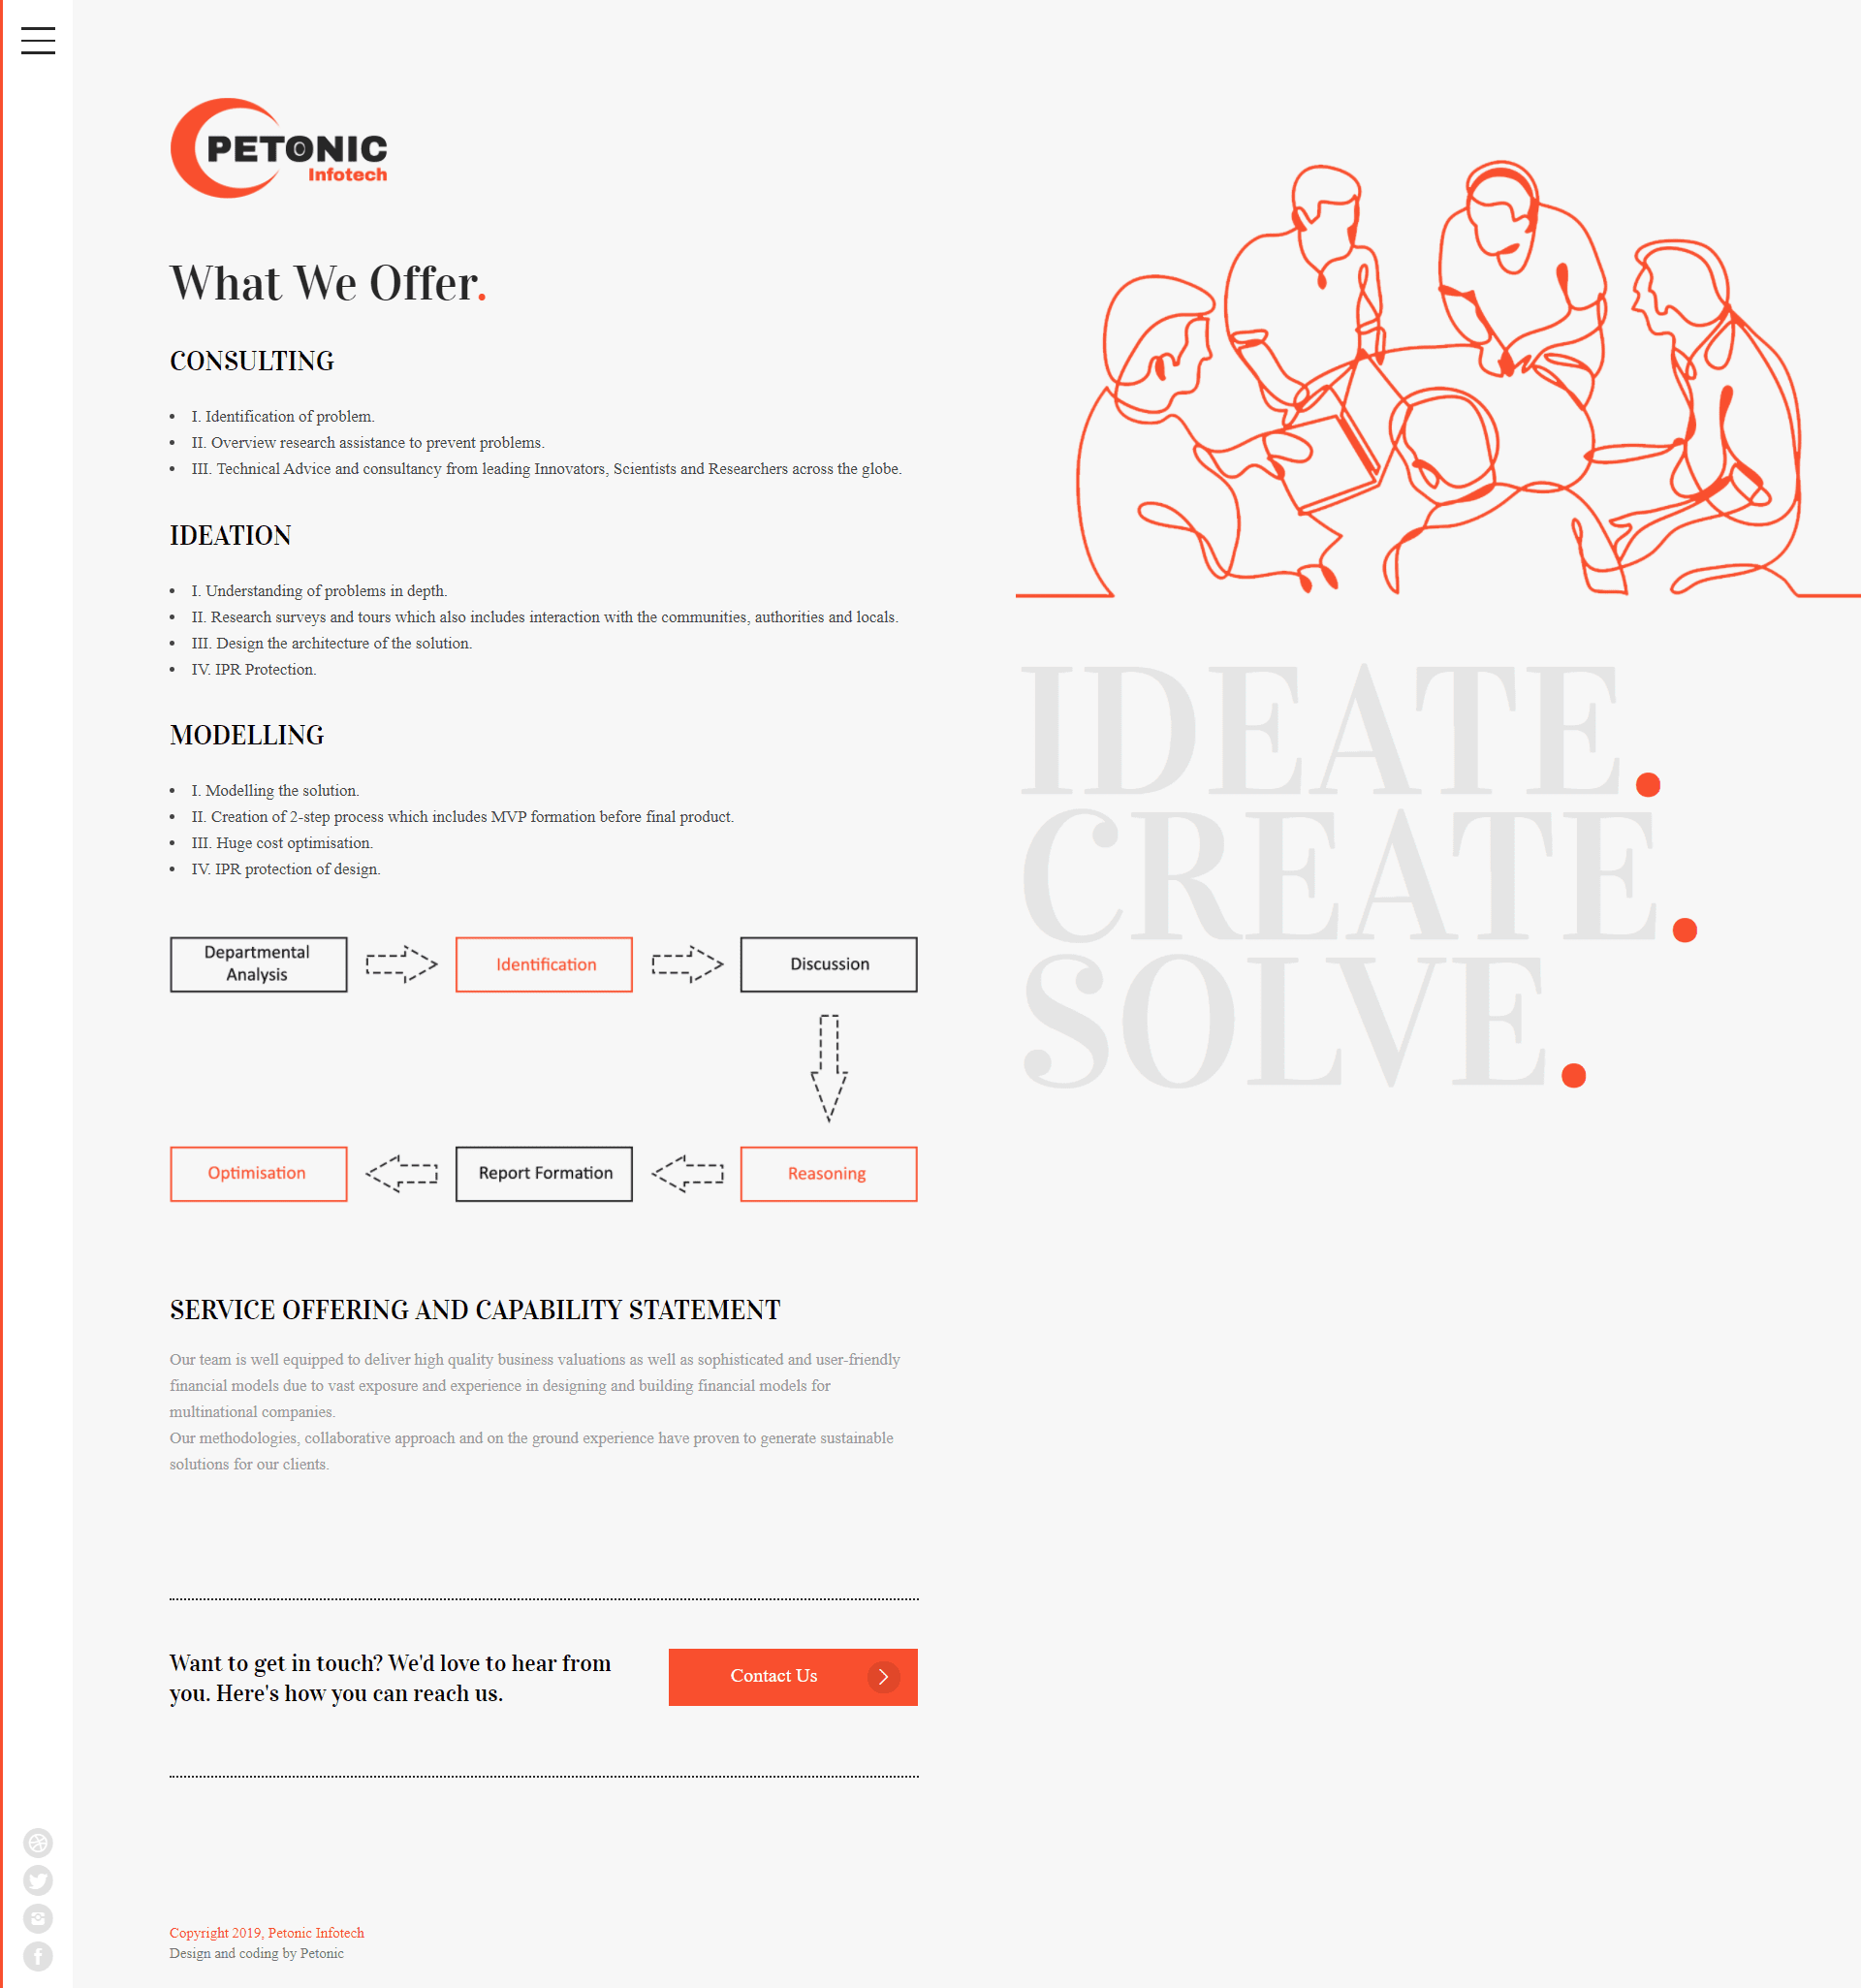 PETONIC
Infotech
What We Offer.
CONSULTING
• I. Identification of problem.
• II. Overview research assistance to prevent problems.
• III. Technical Advice and consultancy from leading Innovators, Scientists and Researchers across the globe.
IDEATION
• I. Understanding of problems in depth.
• II. Research surveys and tours which also includes interaction with the communities, authorities and locals.
• III. Design the architecture of the solution.
• IV. IPR Protection.
MODELLING
• I. Modelling the solution.
• II. Creation of 2-step process which includes MVP formation before final product.
• III. Huge cost optimisation.
• IV. IPR protection of design.
Departmental
Analysis
Identification
Discussion
Optimisation
Report Formation
Reasoning
SERVICE OFFERING AND CAPABILITY STATEMENT
Our team is well equipped to deliver high quality business valuations as well as sophisticated and user-friendly
financial models due to vast exposure and experience in designing and building financial models for
multinational companies.
Our methodologies, collaborative approach and on the ground experience have proven to generate sustainable
solutions for our clients.
Want to get in touch? We'd love to hear from
you. Here's how you can reach us.
Contact Us
Copyright 2019, Petonic Infotech
Design and coding by Petonic
IDEATE.
CREATE.
SOLVE.